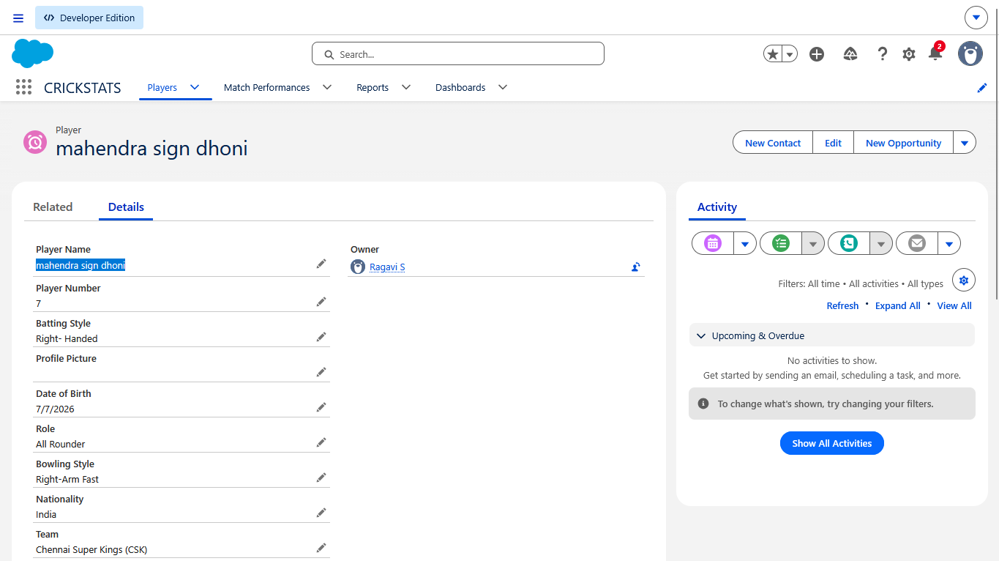 Developer Edition
Search...
2
CRICKSTATS
Players
Match Performances
Reports
Dashboards
Player
mahendra sign dhoni
New Contact
Edit
New Opportunity
Related
Details
Player Name
mahendra sign dhoni
Player Number
7
Batting Style
Right- Handed
Profile Picture
Date of Birth
7/7/2026
Role
All Rounder
Bowling Style
Right-Arm Fast
Nationality
India
Team
Chennai Super Kings (CSK)
Owner
Ragavi S
Activity
Filters: All time • All activities • All types
Refresh • Expand All • View All
Upcoming & Overdue
No activities to show.
Get started by sending an email, scheduling a task, and more.
To change what's shown, try changing your filters.
Show All Activities